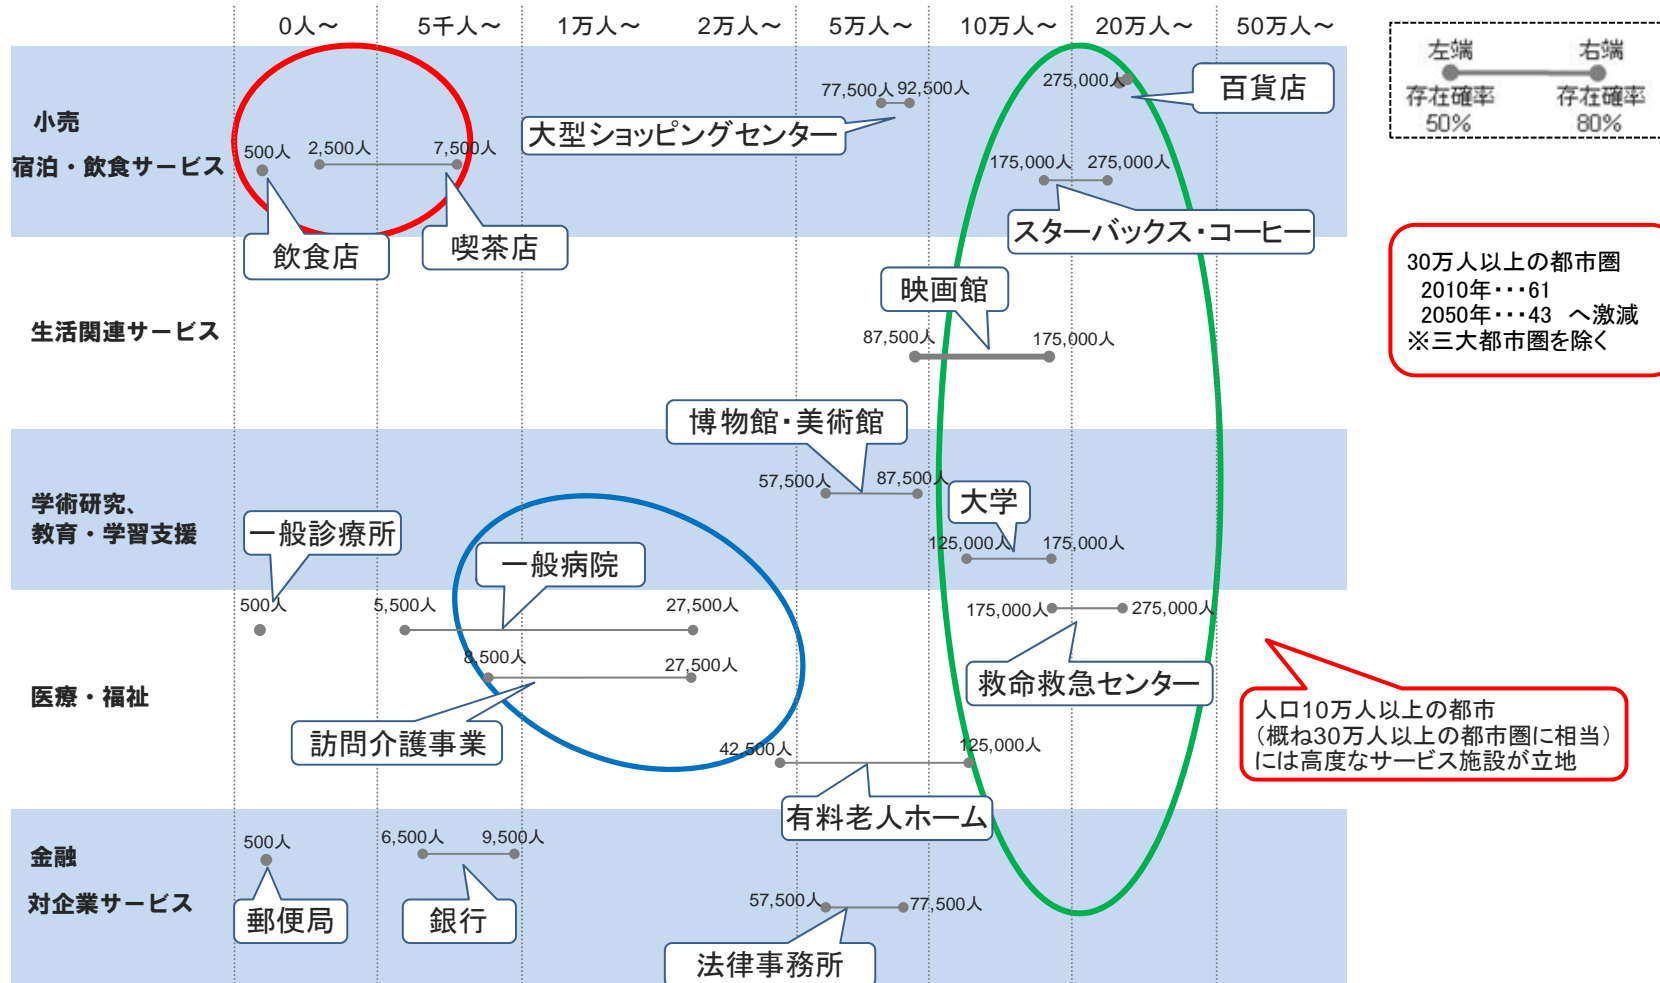 0人～ 5千人～ 1万人～ 2万人～ 5万人～ 10万人～ 20万人～ 50万人～
左端 右端
存在確率 存在確率
50% 80%
小売
宿泊・飲食サービス
500人 2,500人 7,500人
飲食店
喫茶店
77,500人 92,500人
大型ショッピングセンター
275,000人
百貨店
175,000人 275,000人
スターバックス・コーヒー
30万人以上の都市圏
2010年・・・61
2050年・・・43 へ激減
※三大都市圏を除く
生活関連サービス
映画館
87,500人 175,000人
学術研究、
教育・学習支援
博物館・美術館
57,500人 87,500人
大学
125,000人 175,000人
医療・福祉
一般診療所
500人
一般病院
5,500人 27,500人
8,500人 27,500人
訪問介護事業
175,000人 275,000人
救命救急センター
42,500人 125,000人
有料老人ホーム
人口10万人以上の都市
（概ね30万人以上の都市圏に相当）
には高度なサービス施設が立地
金融
対企業サービス
500人
郵便局
6,500人 9,500人
銀行
57,500人 77,500人
法律事務所